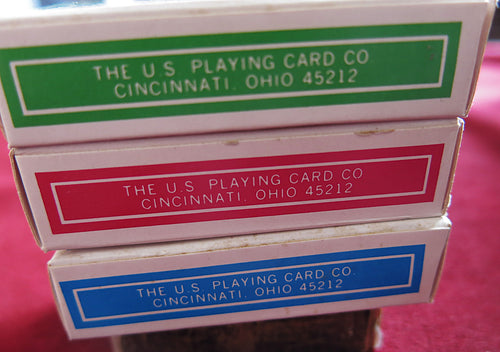 THE U.S PLAYING CARD CO
CINCINNATI. OHIO 45212
THE U.S PLAYING CARD CO
CINCINNATI. OHIO 45212
THE U.S. PLAYING CARD CO.
CINCINNATI. OHIO 45212